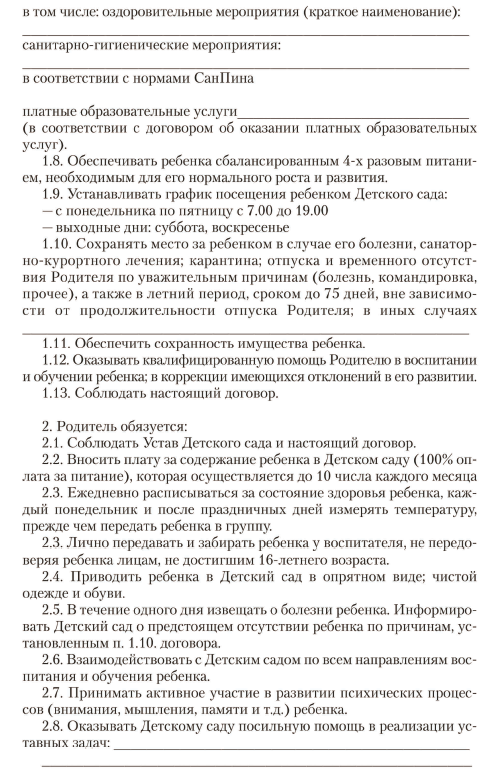 в том числе: оздоровительные мероприятия (краткое наименование):
санитарно-гигиенические мероприятия:
в соответствии с нормами СанПина
платные образовательные услуги
(в соответствии с договором об оказании платных образовательных
услуг).
1.8. Обеспечивать ребенка сбалансированным 4-х разовым питани-
ем, необходимым для его нормального роста и развития.
1.9. Устанавливать график посещения ребенком Детского сада:
— с понедельника по пятницу с 7.00 до 19.00
— выходные дни: суббота, воскресенье
1.10. Сохранять место за ребенком в случае его болезни, санатор-
но-курортного лечения; карантина; отпуска и временного отсутст-
вия Родителя по уважительным причинам (болезнь, командировка,
прочее), а также в летний период, сроком до 75 дней, вне зависимо-
сти от продолжительности отпуска Родителя; в иных случаях
1.11. Обеспечить сохранность имущества ребенка.
1.12. Оказывать квалифицированную помощь Родителю в воспитании
и обучении ребенка; в коррекции имеющихся отклонений в его развитии.
1.13. Соблюдать настоящий договор.
2. Родитель обязуется:
2.1. Соблюдать Устав Детского сада и настоящий договор.
2.2. Вносить плату за содержание ребенка в Детском саду (100% оп-
лата за питание), которая осуществляется до 10 числа каждого месяца
2.3. Ежедневно расписываться за состояние здоровья ребенка, каж-
дый понедельник и после праздничных дней измерять температуру,
прежде чем передать ребенка в группу.
2.3. Лично передавать и забирать ребенка у воспитателя, не передо-
веряя ребенка лицам, не достигшим 16-летнего возраста.
2.4. Приводить ребенка в Детский сад в опрятном виде; чистой
одежде и обуви.
2.5. В течение одного дня извещать о болезни ребенка. Информиро-
вать Детский сад о предстоящем отсутствии ребенка по причинам, ус-
тановленным п. 1.10. договора.
2.6. Взаимодействовать с Детским садом по всем направлениям вос-
питания и обучения ребенка.
2.7. Принимать активное участие в развитии психических процес-
сов (внимания, мышления, памяти и т.д.) ребенка.
2.8. Оказывать Детскому саду посильную помощь в реализации ус-
тавных задач: